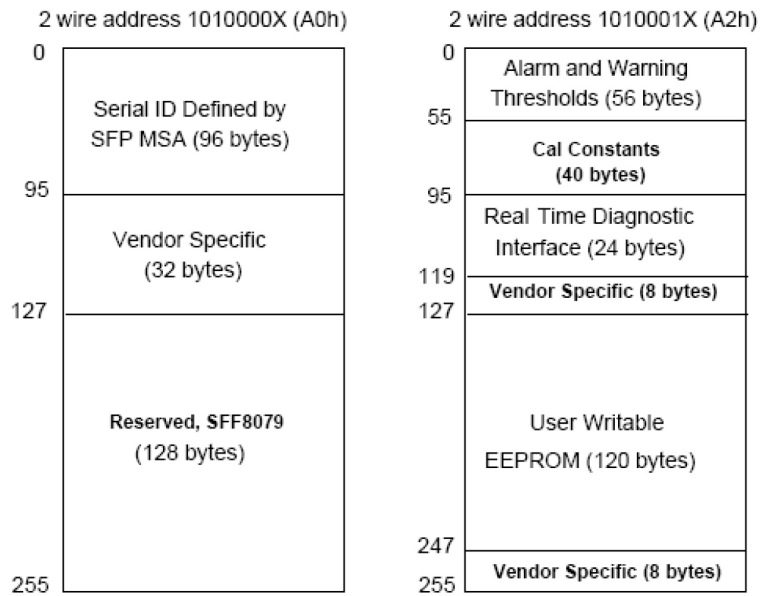 2 wire address 1010000X (A0h)
0
Serial ID Defined by
SFP MSA (96 bytes)
95
Vendor Specific
(32 bytes)
127
Reserved, SFF8079
(128 bytes)
255
2 wire address 1010001X (A2h)
0
Alarm and Warning
Thresholds (56 bytes)
55
Cal Constants
(40 bytes)
95
Real Time Diagnostic
Interface (24 bytes)
119
Vendor Specific (8 bytes)
127
User Writable
EEPROM (120 bytes)
247
Vendor Specific (8 bytes)
255